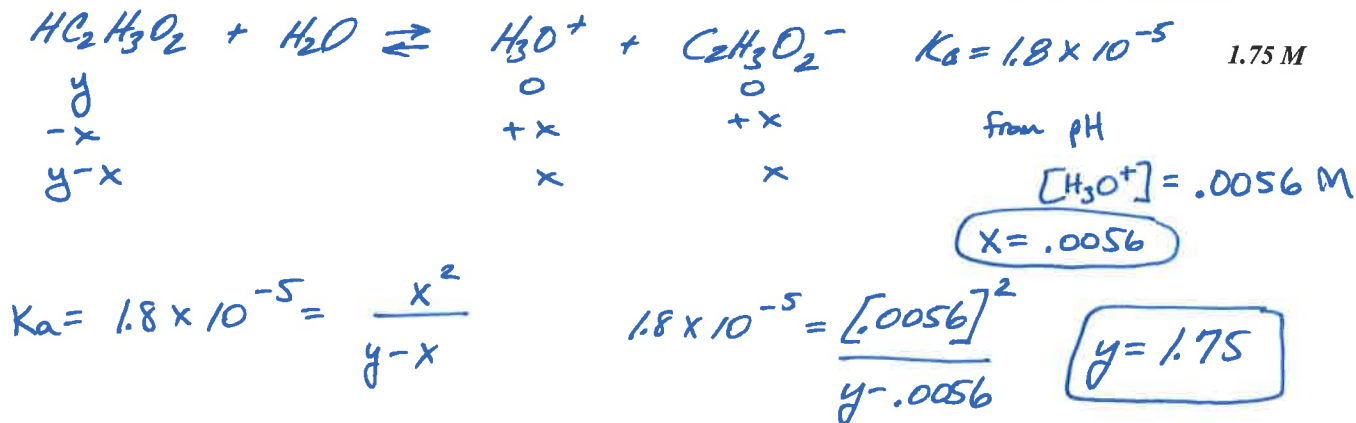 HC₂H₃O₂ + H₂O ⇌ H₃O⁺ + C₂H₃O₂⁻ Ka = 1.8 × 10⁻⁵ 1.75 M
y 0 0
-x +x +x from pH
y-x x x [H₃O⁺] = .0056 M
x = .0056
Ka = 1.8 × 10⁻⁵ = x² / y-x 1.8 × 10⁻⁵ = [.0056]² / y-.0056 y = 1.75